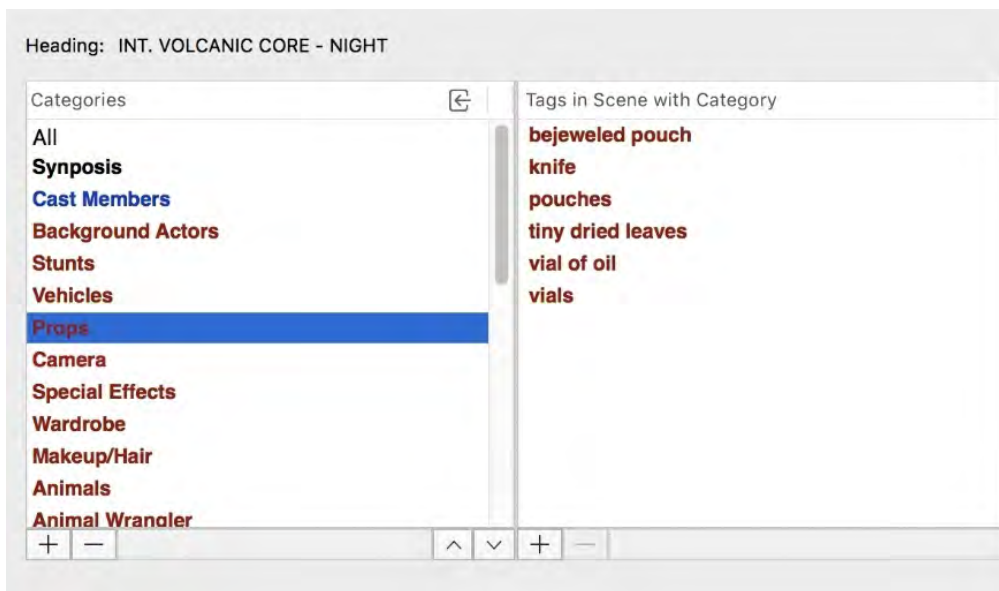 Heading: INT. VOLCANIC CORE - NIGHT
Categories
All
Synposis
Cast Members
Background Actors
Stunts
Vehicles
Props
Camera
Special Effects
Wardrobe
Makeup/Hair
Animals
Animal Wrangler
Tags in Scene with Category
bejeweled pouch
knife
pouches
tiny dried leaves
vial of oil
vials